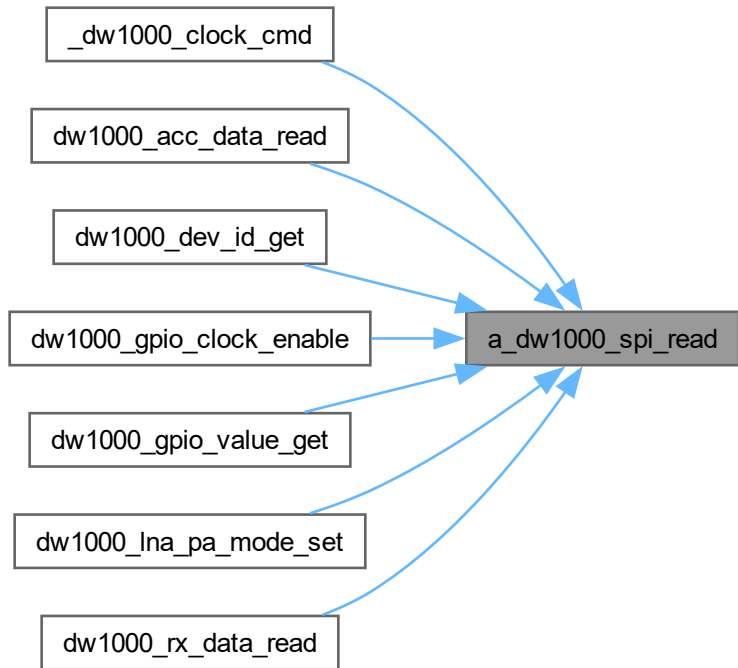 _dw1000_clock_cmd
dw1000_acc_data_read
dw1000_dev_id_get
dw1000_gpio_clock_enable
a_dw1000_spi_read
dw1000_gpio_value_get
dw1000_lna_pa_mode_set
dw1000_rx_data_read